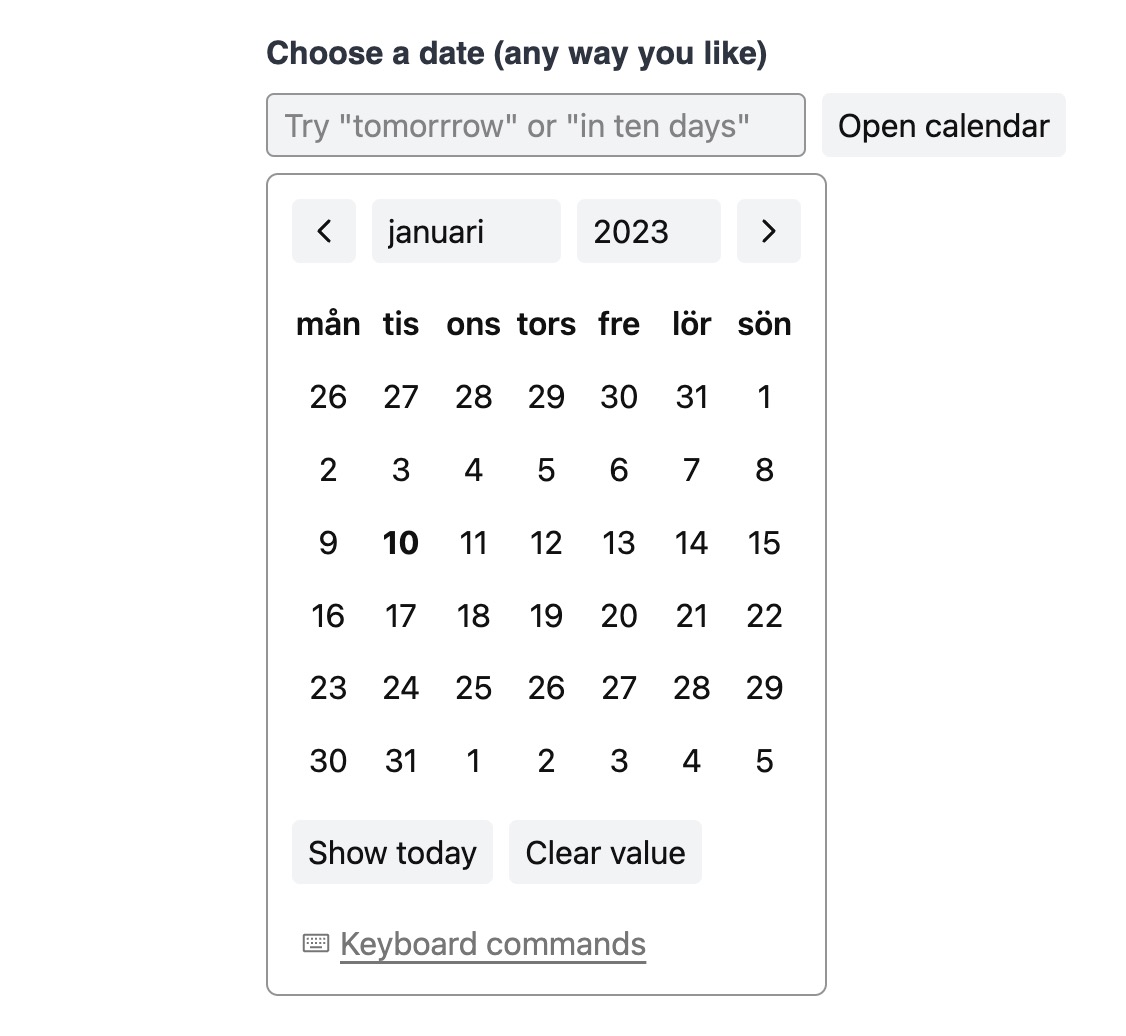 Choose a date (any way you like)
Try "tomorrrow" or "in ten days" Open calendar
januari 2023
mån tis ons tors fre lör sön
26 27 28 29 30 31 1
2 3 4 5 6 7 8
9 10 11 12 13 14 15
16 17 18 19 20 21 22
23 24 25 26 27 28 29
30 31 1 2 3 4 5
Show today Clear value
Keyboard commands